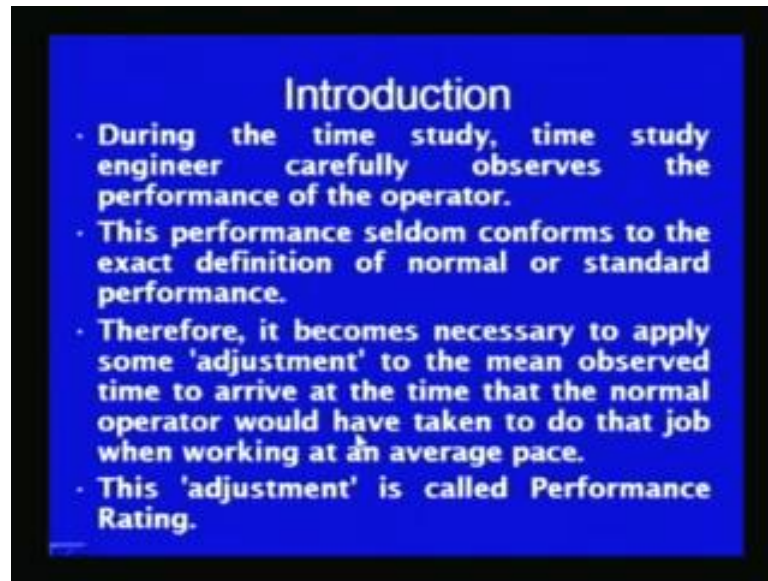 Introduction
· During the time study, time study
engineer carefully observes the
performance of the operator.
· This performance seldom conforms to the
exact definition of normal or standard
performance.
· Therefore, it becomes necessary to apply
some 'adjustment' to the mean observed
time to arrive at the time that the normal
operator would have taken to do that job
when working at an average pace.
· This 'adjustment' is called Performance
Rating.